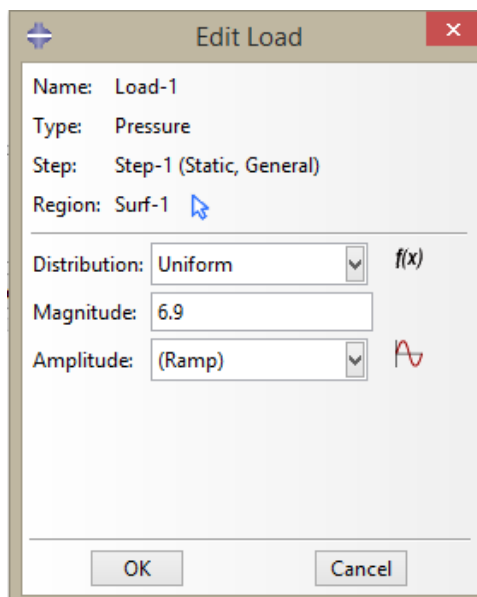 Edit Load
Name: Load-1
Type: Pressure
Step: Step-1 (Static, General)
Region: Surf-1
Distribution: Uniform f(x)
Magnitude: 6.9
Amplitude: (Ramp)
OK Cancel